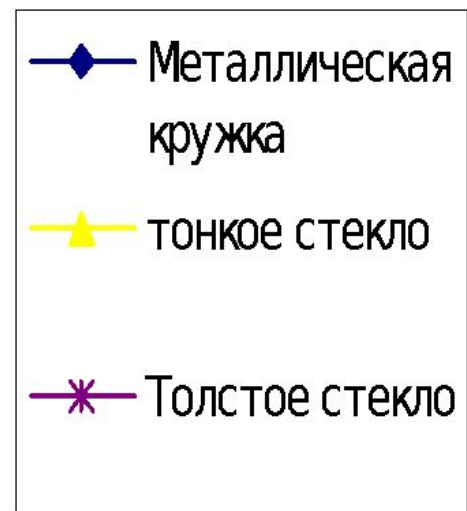 Металлическая
кружка
тонкое стекло
Толстое стекло